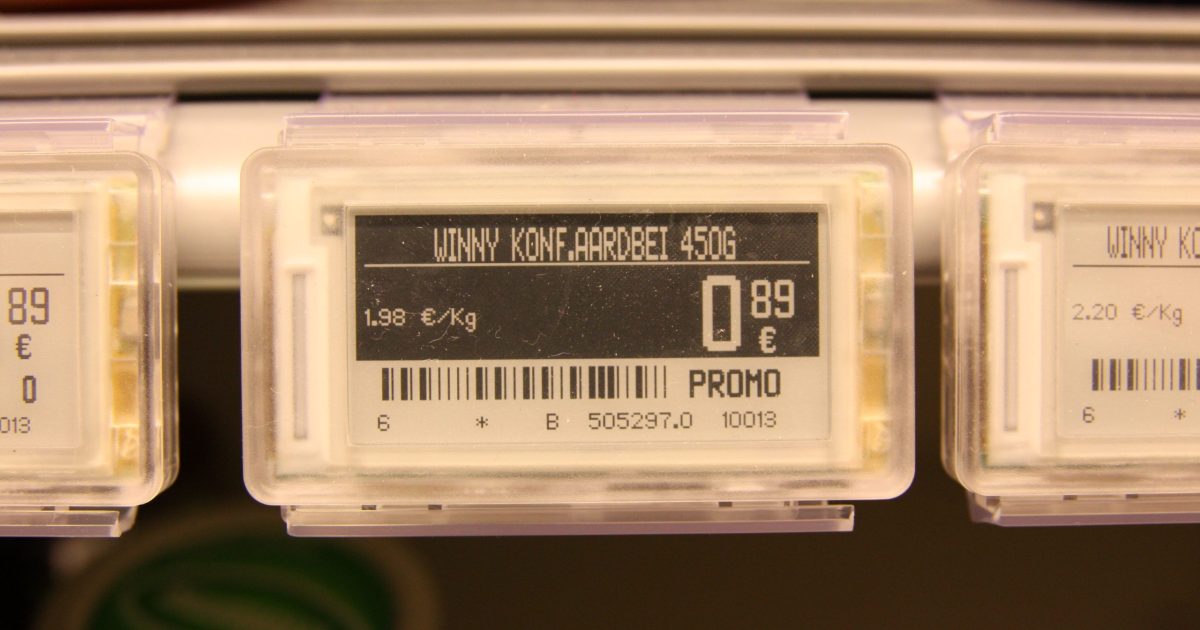 89
€
0
013
WINNY KONF.AARDBEI 450G
1.98 €/Kg
0 89
€
PROMO
6 * B 505297.0 10013
WINNY
2.20 €/Kg
6 *